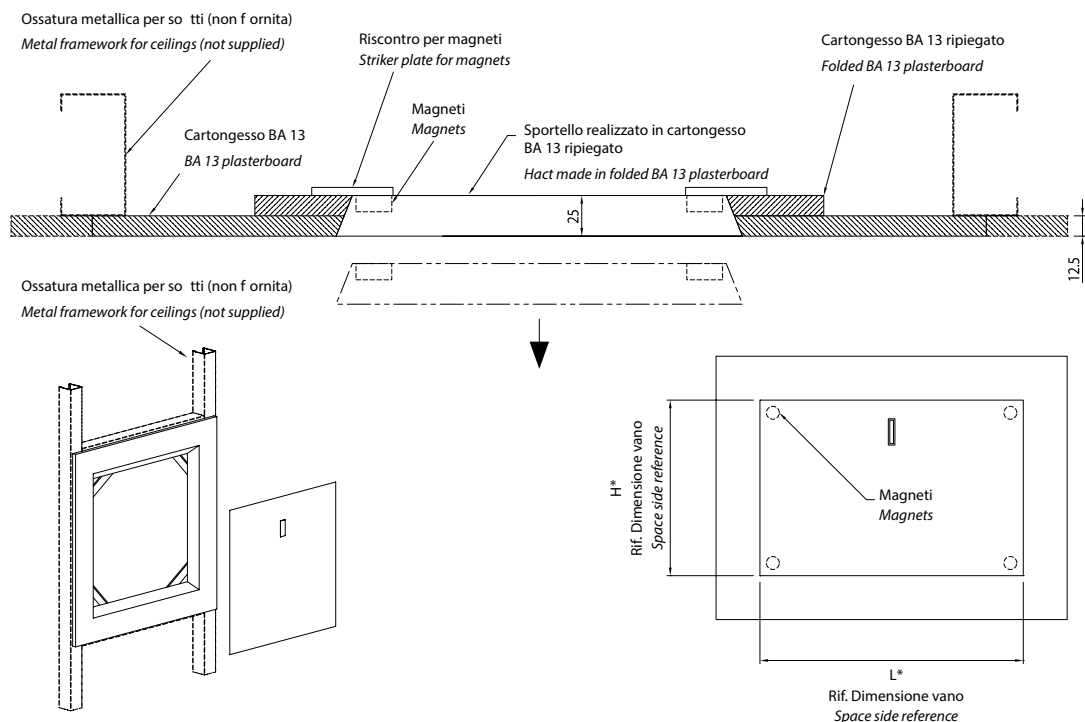 Ossatura metallica per so tti (non f ornita)
Metal framework for ceilings (not supplied)
Riscontro per magneti
Striker plate for magnets
Cartongesso BA 13 ripiegato
Folded BA 13 plasterboard
Magneti
Magnets
Cartongesso BA 13
BA 13 plasterboard
Sportello realizzato in cartongesso
BA 13 ripiegato
Hact made in folded BA 13 plasterboard
25
12.5
Ossatura metallica per so tti (non f ornita)
Metal framework for ceilings (not supplied)
H*
Rif. Dimensione vano
Space side reference
Magneti
Magnets
L*
Rif. Dimensione vano
Space side reference